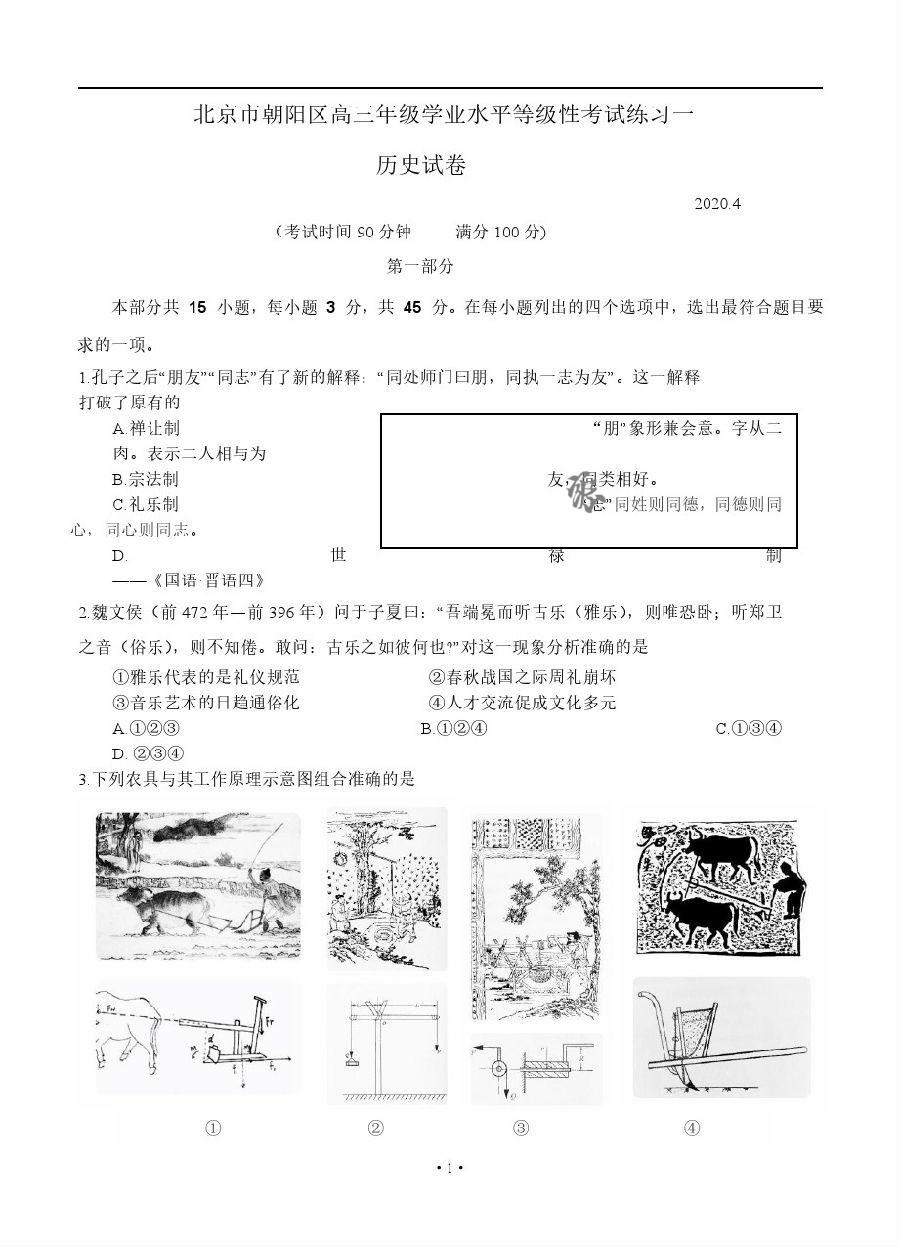 北京市朝阳区高三年级学业水平等级性考试练习一
历史试卷
2020.4
（考试时间 90 分钟 满分 100 分)
第一部分
本部分共 15 小题，每小题 3 分，共 45 分。在每小题列出的四个选项中，选出最符合题目要
求的一项。
1.孔子之后“朋友”“同志”有了新的解释：“同处师门曰朋，同执一志为友”。这一解释
打破了原有的
A.禅让制 “朋”象形兼会意。字从二
肉。表示二人相与为
B.宗法制 友，同类相好。
C.礼乐制 “志”同姓则同德，同德则同
心，同心则同志。
D. 世 禄 制
——《国语·晋语四》
2.魏文侯（前 472 年—前 396 年）问于子夏曰：“吾端冕而听古乐（雅乐），则唯恐卧；听郑卫
之音（俗乐），则不知倦。敢问：古乐之如彼何也?”对这一现象分析准确的是
①雅乐代表的是礼仪规范 ②春秋战国之际周礼崩坏
③音乐艺术的日趋通俗化 ④人才交流促成文化多元
A.①②③ B.①②④ C.①③④
D. ②③④
3.下列农具与其工作原理示意图组合准确的是
① ② ③ ④
·1·